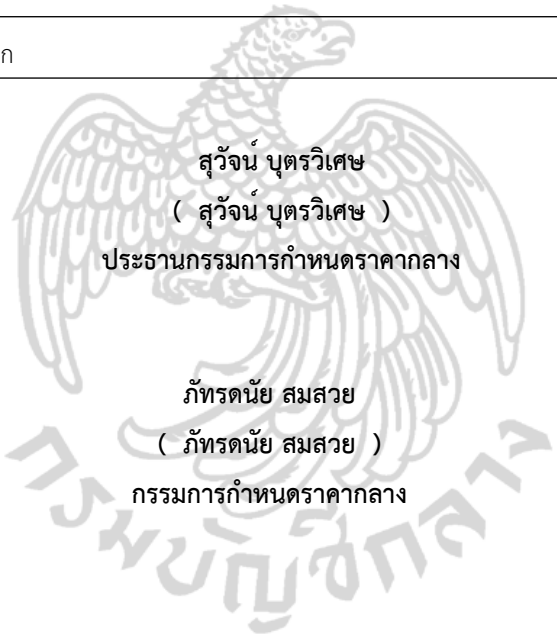 ก
สุวัจน์ บุตรวิเศษ
( สุวัจน์ บุตรวิเศษ )
ประธานกรรมการกำหนดราคากลาง
ภัทรดนัย สมสวย
( ภัทรดนัย สมสวย )
กรรมการกำหนดราคากลาง
กรมบัญชีกลาง